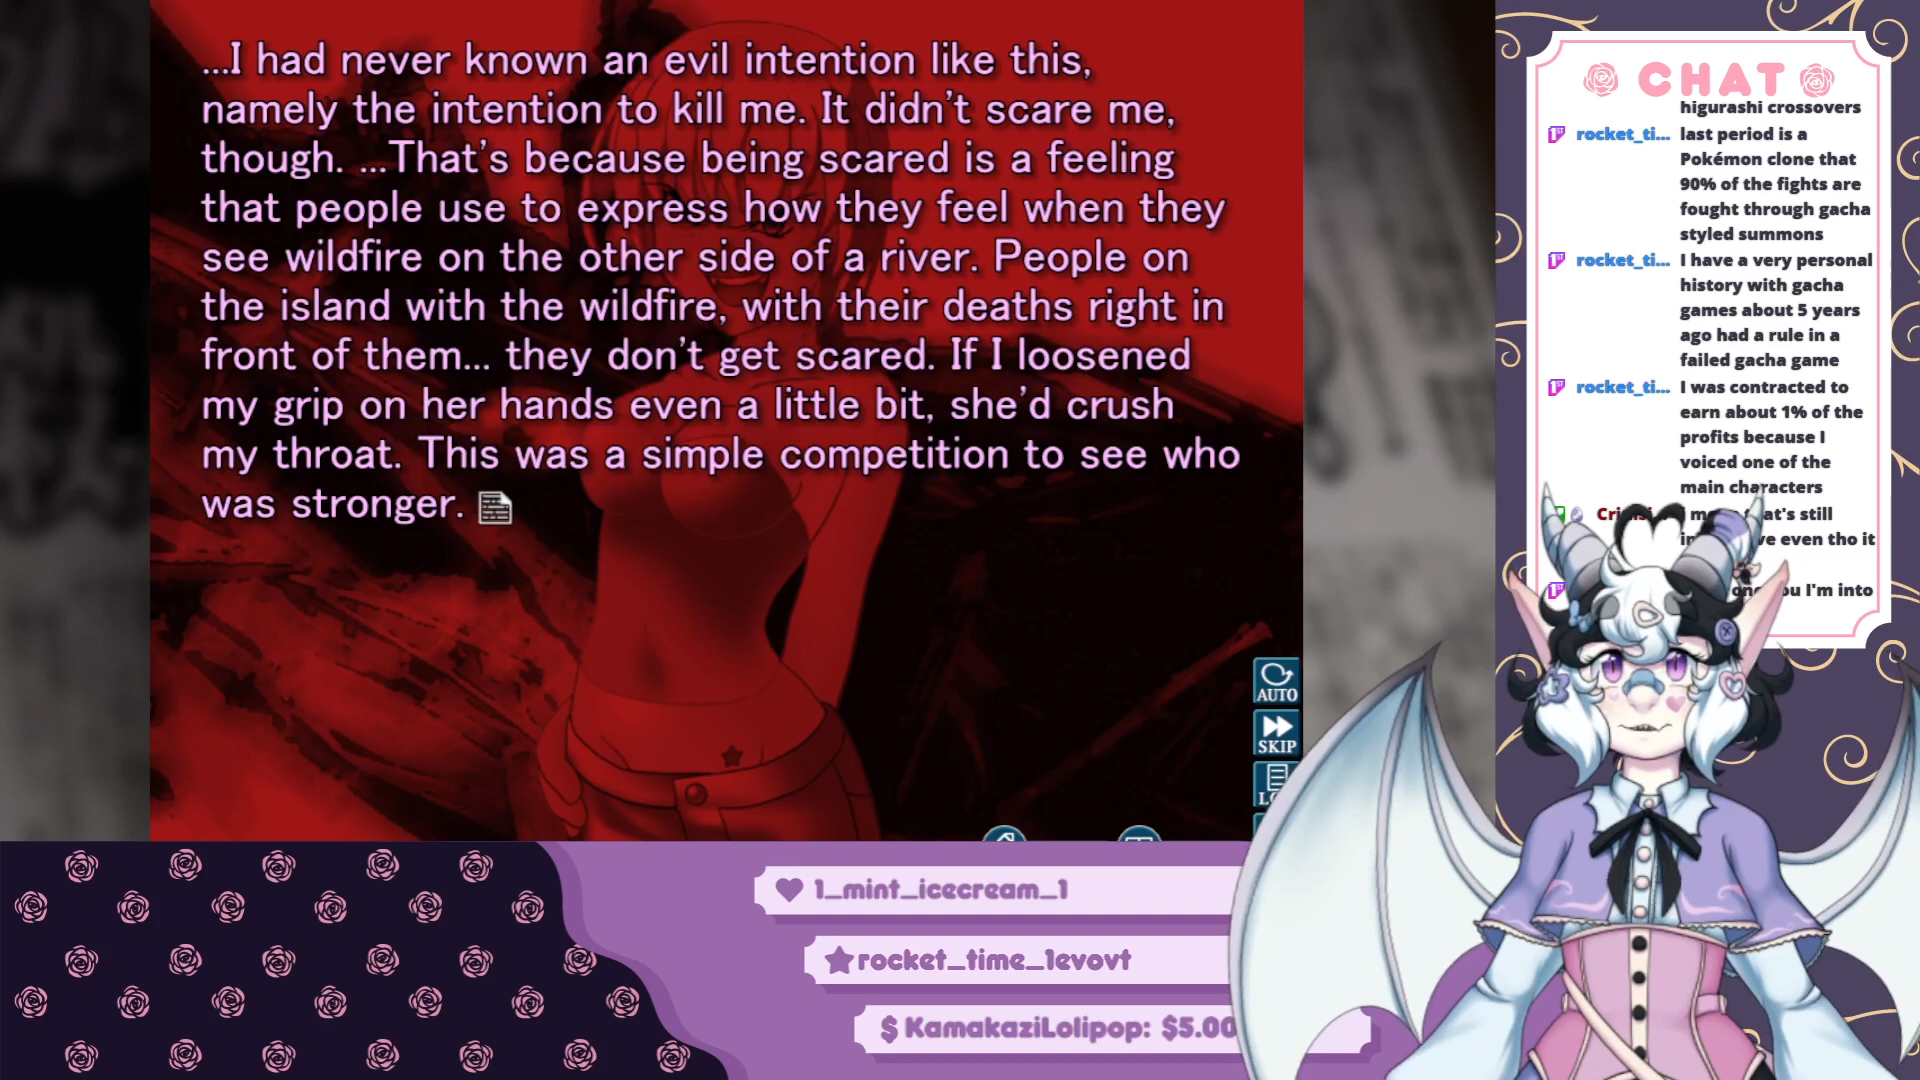 ...I had never known an evil intention like this,
namely the intention to kill me. It didn't scare me,
though. ...That's because being scared is a feeling
that people use to express how they feel when they
see wildfire on the other side of a river. People on
the island with the wildfire, with their deaths right in
front of them... they don't get scared. If I loosened
my grip on her hands even a little bit, she'd crush
my throat. This was a simple competition to see who
was stronger.
AUTO
SKIP
CHAT
higurashi crossovers
rocket_ti... last period is a
Pokémon clone that
90% of the fights are
fought through gacha
styled summons
rocket_ti... I have a very personal
history with gacha
games about 5 years
ago had a rule in a
failed gacha game
rocket_ti... I was contracted to
earn about 1% of the
profits because I
voiced one of the
main characters
that's still
even tho it
I'm into
1_mint_icecream_1
rocket_time_1evovt
$ KamakaziLolipop: $5.00